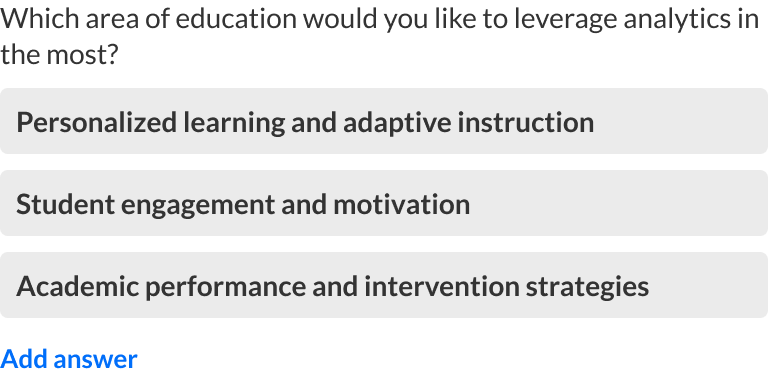 Which area of education would you like to leverage analytics in
the most?
Personalized learning and adaptive instruction
Student engagement and motivation
Academic performance and intervention strategies
Add answer